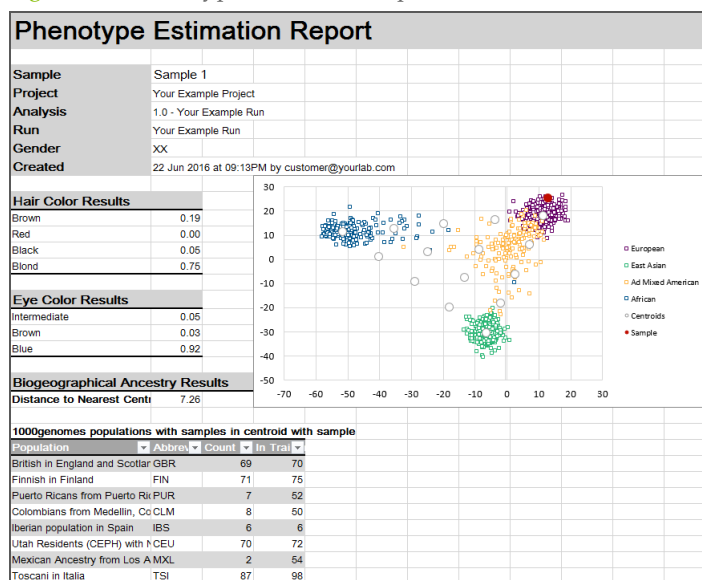 Phenotype Estimation Report
Sample Sample 1
Project Your Example Project
Analysis 1.0 - Your Example Run
Run Your Example Run
Gender XX
Created 22 Jun 2016 at 09:13PM by customer@yourlab.com
Hair Color Results
Brown 0.19
Red 0.00
Black 0.05
Blond 0.75
Eye Color Results
Intermediate 0.05
Brown 0.03
Blue 0.92
Biogeographical Ancestry Results
Distance to Nearest Centi 7.26
30
20
10
0
-10
-20
-30
-40
-50
-70 -60 -50 -40 -30 -20 -10 0 10 20 30
European
East Asian
Ad Mixed American
African
Centroids
Sample
1000genomes populations with samples in centroid with sample
Population Abbrev Count In Trai
British in England and Scotlar GBR 69 70
Finnish in Finland FIN 71 75
Puerto Ricans from Puerto Ric PUR 7 52
Colombians from Medellin, Co CLM 8 50
Iberian population in Spain IBS 6 6
Utah Residents (CEPH) with N CEU 70 72
Mexican Ancestry from Los A MXL 2 54
Toscani in Italia TSI 87 98